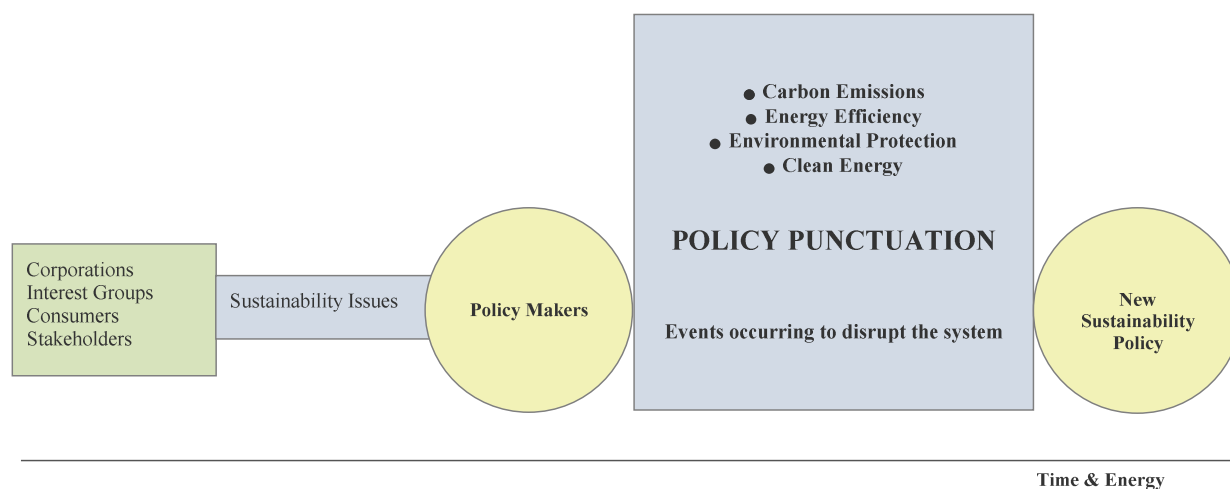 Corporations
Interest Groups
Consumers
Stakeholders
Sustainability Issues
Policy Makers
● Carbon Emissions
● Energy Efficiency
● Environmental Protection
● Clean Energy
POLICY PUNCTUATION
Events occurring to disrupt the system
New
Sustainability
Policy
Time & Energy